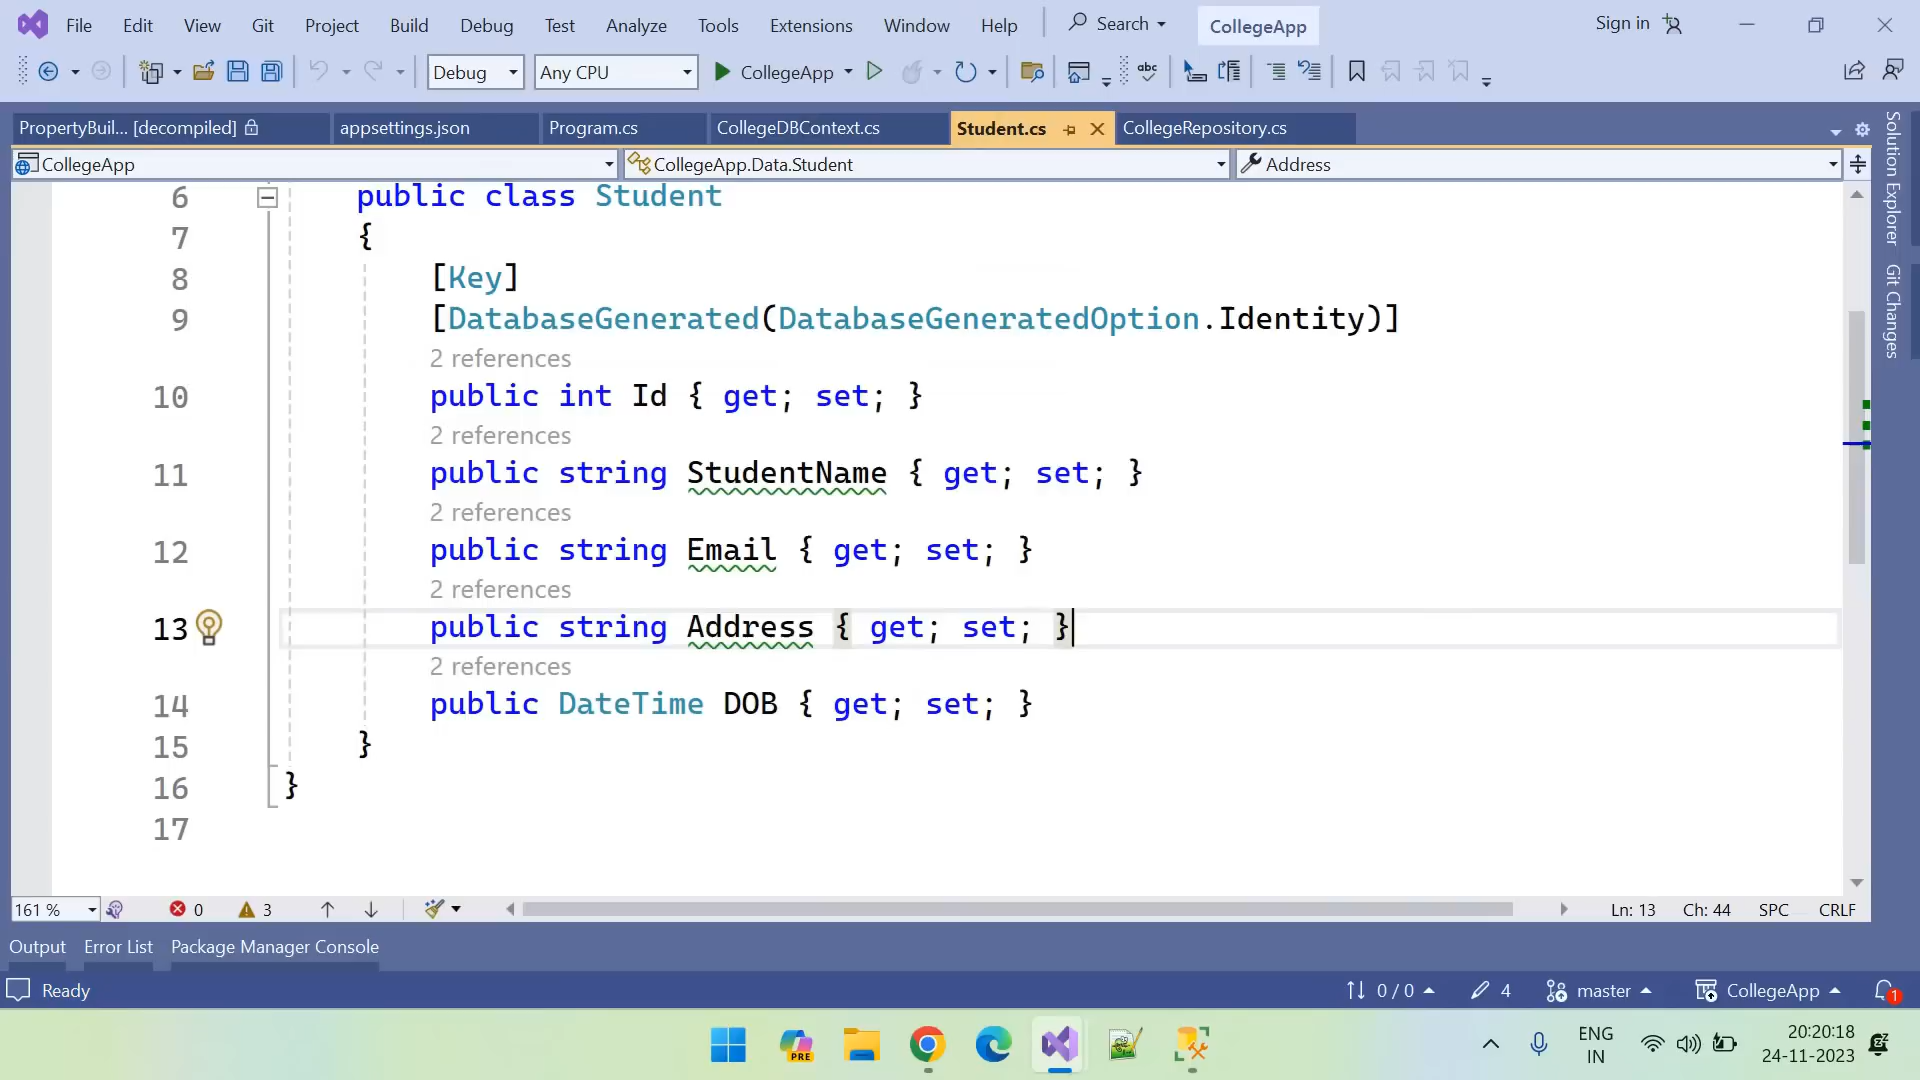 File Edit View Git Project Build Debug Test Analyze Tools Extensions Window Help Search CollegeApp Sign in
Debug Any CPU CollegeApp
PropertyBuil... [decompiled] appsettings.json Program.cs CollegeDBContext.cs Student.cs CollegeRepository.cs
CollegeApp CollegeApp.Data.Student Address
Solution Explorer
Git Changes
6 public class Student
7 {
8 [Key]
9 [DatabaseGenerated(DatabaseGeneratedOption.Identity)]
2 references
10 public int Id { get; set; }
2 references
11 public string StudentName { get; set; }
2 references
12 public string Email { get; set; }
2 references
13 public string Address { get; set; }
2 references
14 public DateTime DOB { get; set; }
15 }
16 }
17
161 % 0 3 Ln: 13 Ch: 44 SPC CRLF
Output Error List Package Manager Console
Ready 0 / 0 4 master CollegeApp 1
PRE ENG IN 20:20:18
24-11-2023